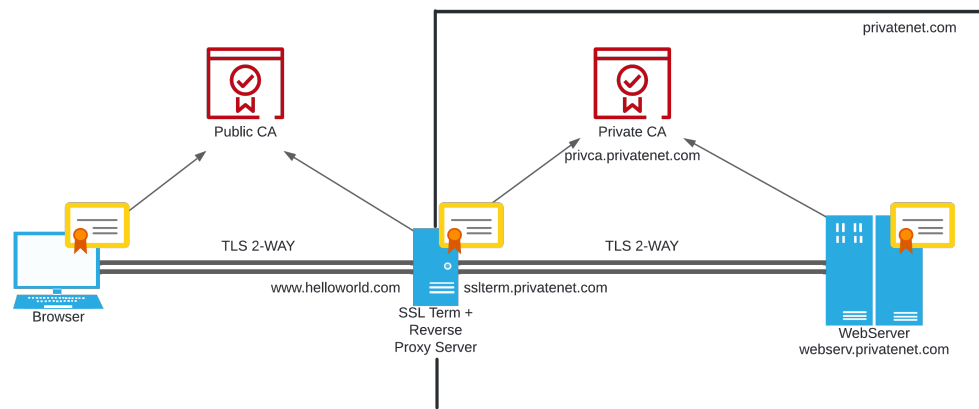 privatenet.com
Public CA
Private CA
privca.privatenet.com
TLS 2-WAY
TLS 2-WAY
www.helloworld.com
sslterm.privatenet.com
Browser
SSL Term +
Reverse
Proxy Server
WebServer
webserv.privatenet.com